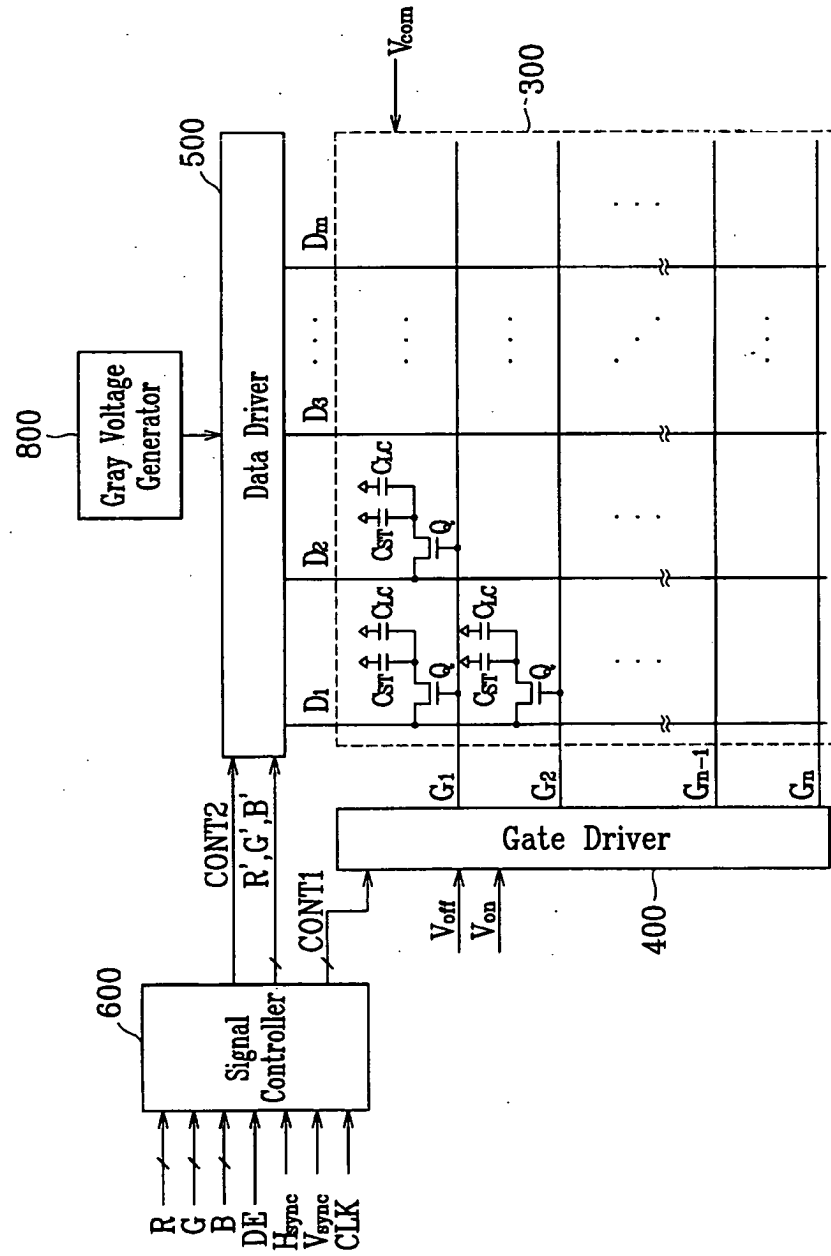 800
Gray Voltage
Generator
500
Data Driver
600
Signal
Controller
R
G
B
DE
Hsync
Vsync
CLK
CONT2
R',G',B'
CONT1
Voff
Von
Gate Driver
400
D1
D2
D3
. . .
Dm
Vcom
300
G1
G2
Gn-1
Gn
CST
CLC
Q
CST
CLC
Q
CST
CLC
Q